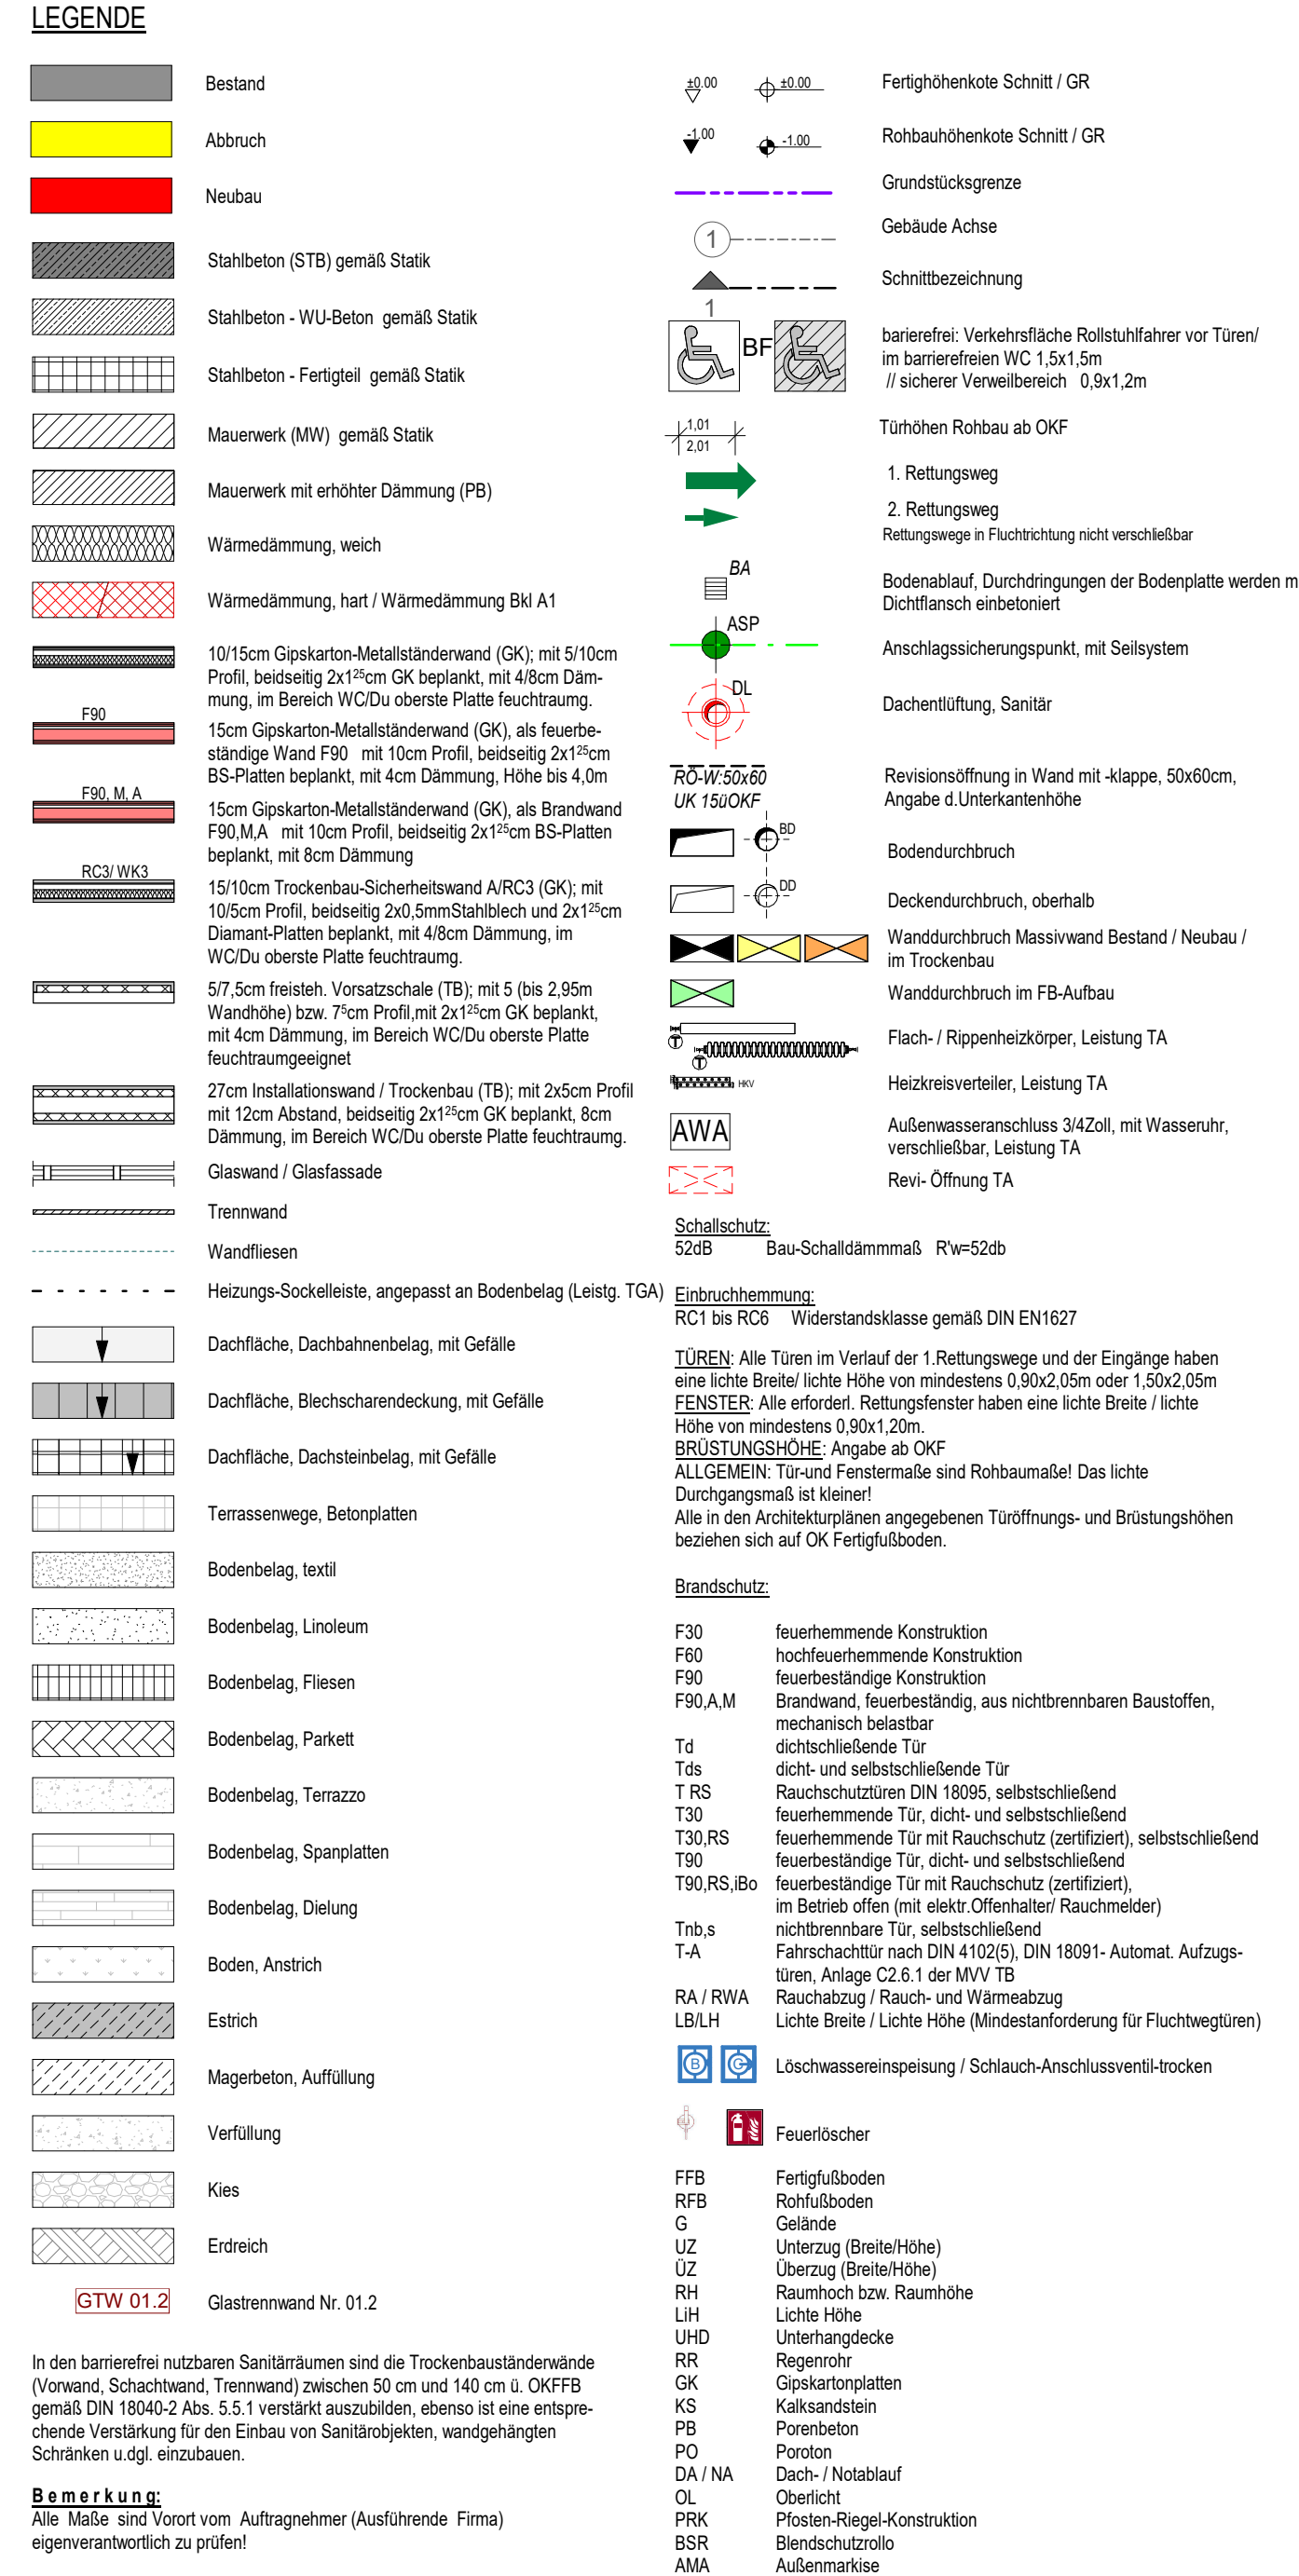 LEGENDE
Bestand
Abbruch
Neubau
Stahlbeton (STB) gemäß Statik
Stahlbeton - WU-Beton gemäß Statik
Stahlbeton - Fertigteil gemäß Statik
Mauerwerk (MW) gemäß Statik
Mauerwerk mit erhöhter Dämmung (PB)
Wärmedämmung, weich
Wärmedämmung, hart / Wärmedämmung Bkl A1
10/15cm Gipskarton-Metallständerwand (GK); mit 5/10cm
Profil, beidseitig 2x1²⁵cm GK beplankt, mit 4/8cm Däm-
mung, im Bereich WC/Du oberste Platte feuchtraumg.
F90
15cm Gipskarton-Metallständerwand (GK), als feuerbe-
ständige Wand F90 mit 10cm Profil, beidseitig 2x1²⁵cm
BS-Platten beplankt, mit 4cm Dämmung, Höhe bis 4,0m
F90, M, A
15cm Gipskarton-Metallständerwand (GK), als Brandwand
F90,M,A mit 10cm Profil, beidseitig 2x1²⁵cm BS-Platten
beplankt, mit 8cm Dämmung
RC3/ WK3
15/10cm Trockenbau-Sicherheitswand A/RC3 (GK); mit
10/5cm Profil, beidseitig 2x0,5mmStahlblech und 2x1²⁵cm
Diamant-Platten beplankt, mit 4/8cm Dämmung, im
WC/Du oberste Platte feuchtraumg.
5/7,5cm freisteh. Vorsatzschale (TB); mit 5 (bis 2,95m
Wandhöhe) bzw. 7⁵cm Profil,mit 2x1²⁵cm GK beplankt,
mit 4cm Dämmung, im Bereich WC/Du oberste Platte
feuchtraumgeeignet
27cm Installationswand / Trockenbau (TB); mit 2x5cm Profil
mit 12cm Abstand, beidseitig 2x1²⁵cm GK beplankt, 8cm
Dämmung, im Bereich WC/Du oberste Platte feuchtraumg.
Glaswand / Glasfassade
Trennwand
Wandfliesen
Heizungs-Sockelleiste, angepasst an Bodenbelag (Leistg. TGA)
Dachfläche, Dachbahnenbelag, mit Gefälle
Dachfläche, Blechscharendeckung, mit Gefälle
Dachfläche, Dachsteinbelag, mit Gefälle
Terrassenwege, Betonplatten
Bodenbelag, textil
Bodenbelag, Linoleum
Bodenbelag, Fliesen
Bodenbelag, Parkett
Bodenbelag, Terrazzo
Bodenbelag, Spanplatten
Bodenbelag, Dielung
Boden, Anstrich
Estrich
Magerbeton, Auffüllung
Verfüllung
Kies
Erdreich
GTW 01.2 Glastrennwand Nr. 01.2
In den barrierefrei nutzbaren Sanitärräumen sind die Trockenbauständerwände
(Vorwand, Schachtwand, Trennwand) zwischen 50 cm und 140 cm ü. OKFFB
gemäß DIN 18040-2 Abs. 5.5.1 verstärkt auszubilden, ebenso ist eine entspre-
chende Verstärkung für den Einbau von Sanitärobjekten, wandgehängten
Schränken u.dgl. einzubauen.
Bemerkung:
Alle Maße sind Vorort vom Auftragnehmer (Ausführende Firma)
eigenverantwortlich zu prüfen!
±0.00 ±0.00 Fertighöhenkote Schnitt / GR
-1.00 -1.00 Rohbauhöhenkote Schnitt / GR
Grundstücksgrenze
1 Gebäude Achse
Schnittbezeichnung
1
BF
barierefrei: Verkehrsfläche Rollstuhlfahrer vor Türen/
im barrierefreien WC 1,5x1,5m
// sicherer Verweilbereich 0,9x1,2m
1,01
2,01
Türhöhen Rohbau ab OKF
1. Rettungsweg
2. Rettungsweg
Rettungswege in Fluchtrichtung nicht verschließbar
BA
Bodenablauf, Durchdringungen der Bodenplatte werden m
Dichtflansch einbetoniert
ASP
Anschlagssicherungspunkt, mit Seilsystem
DL
Dachentlüftung, Sanitär
RÖ-W:50x60
UK 15üOKF
Revisionsöffnung in Wand mit -klappe, 50x60cm,
Angabe d.Unterkantenhöhe
BD
Bodendurchbruch
DD
Deckendurchbruch, oberhalb
Wanddurchbruch Massivwand Bestand / Neubau /
im Trockenbau
Wanddurchbruch im FB-Aufbau
T
T
Flach- / Rippenheizkörper, Leistung TA
HKV Heizkreisverteiler, Leistung TA
AWA
Außenwasseranschluss 3/4Zoll, mit Wasseruhr,
verschließbar, Leistung TA
Revi- Öffnung TA
Schallschutz:
52dB Bau-Schalldämmmaß R'w=52db
Einbruchhemmung:
RC1 bis RC6 Widerstandsklasse gemäß DIN EN1627
TÜREN: Alle Türen im Verlauf der 1.Rettungswege und der Eingänge haben
eine lichte Breite/ lichte Höhe von mindestens 0,90x2,05m oder 1,50x2,05m
FENSTER: Alle erforderl. Rettungsfenster haben eine lichte Breite / lichte
Höhe von mindestens 0,90x1,20m.
BRÜSTUNGSHÖHE: Angabe ab OKF
ALLGEMEIN: Tür-und Fenstermaße sind Rohbaumaße! Das lichte
Durchgangsmaß ist kleiner!
Alle in den Architekturplänen angegebenen Türöffnungs- und Brüstungshöhen
beziehen sich auf OK Fertigfußboden.
Brandschutz:
F30 feuerhemmende Konstruktion
F60 hochfeuerhemmende Konstruktion
F90 feuerbeständige Konstruktion
F90,A,M Brandwand, feuerbeständig, aus nichtbrennbaren Baustoffen,
mechanisch belastbar
Td dichtschließende Tür
Tds dicht- und selbstschließende Tür
T RS Rauchschutztüren DIN 18095, selbstschließend
T30 feuerhemmende Tür, dicht- und selbstschließend
T30,RS feuerhemmende Tür mit Rauchschutz (zertifiziert), selbstschließend
T90 feuerbeständige Tür, dicht- und selbstschließend
T90,RS,iBo feuerbeständige Tür mit Rauchschutz (zertifiziert),
im Betrieb offen (mit elektr.Offenhalter/ Rauchmelder)
Tnb,s nichtbrennbare Tür, selbstschließend
T-A Fahrschachttür nach DIN 4102(5), DIN 18091- Automat. Aufzugs-
türen, Anlage C2.6.1 der MVV TB
RA / RWA Rauchabzug / Rauch- und Wärmeabzug
LB/LH Lichte Breite / Lichte Höhe (Mindestanforderung für Fluchtwegtüren)
B Löschwassereinspeisung / Schlauch-Anschlussventil-trocken
Feuerlöscher
FFB Fertigfußboden
RFB Rohfußboden
G Gelände
UZ Unterzug (Breite/Höhe)
ÜZ Überzug (Breite/Höhe)
RH Raumhoch bzw. Raumhöhe
LiH Lichte Höhe
UHD Unterhangdecke
RR Regenrohr
GK Gipskartonplatten
KS Kalksandstein
PB Porenbeton
PO Poroton
DA / NA Dach- / Notablauf
OL Oberlicht
PRK Pfosten-Riegel-Konstruktion
BSR Blendschutzrollo
AMA Außenmarkise